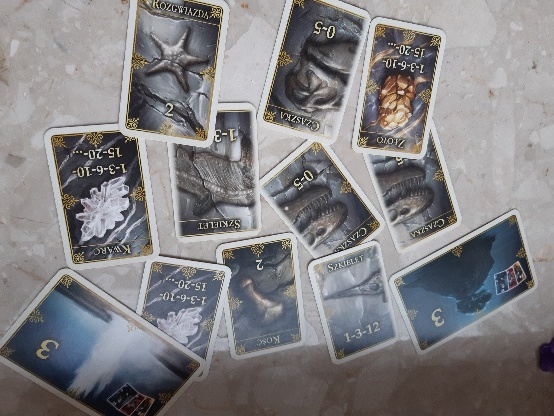 ROZGWIAZDA
2
0-5
CZASZKA
1-3-6-10-
15-20-...
ZŁOTO
1-3-6-10-
15-20-...
KWARC
1-3
SZKIELET
0-5
CZASZKA
CZASZKA
3
1-3-6-10-
15-20-...
2
KOŚĆ
SZKIELET
1-3-12
3